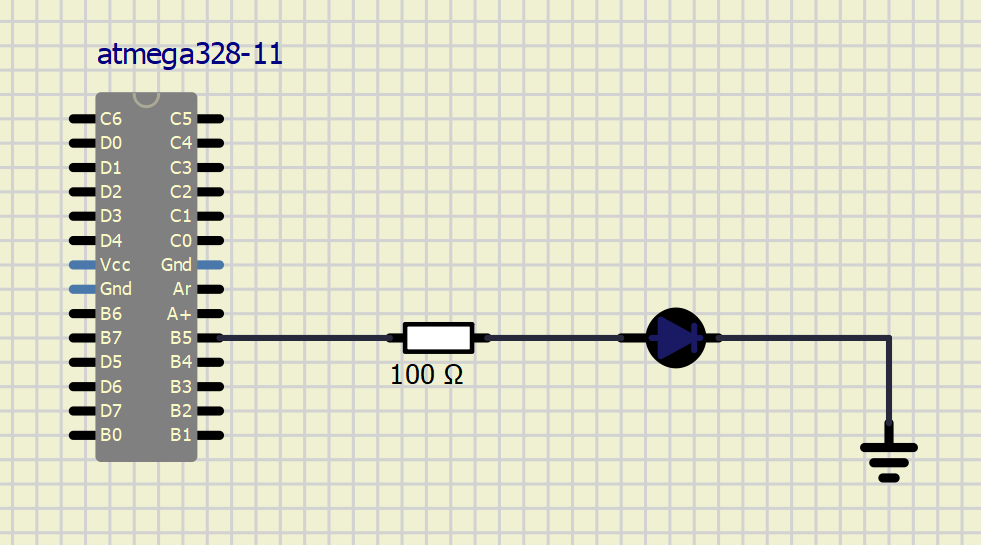 atmega328-11
C6 C5
D0 C4
D1 C3
D2 C2
D3 C1
D4 C0
Vcc Gnd
Gnd Ar
B6 A+
B7 B5
D5 B4
D6 B3
D7 B2
B0 B1
100 Ω